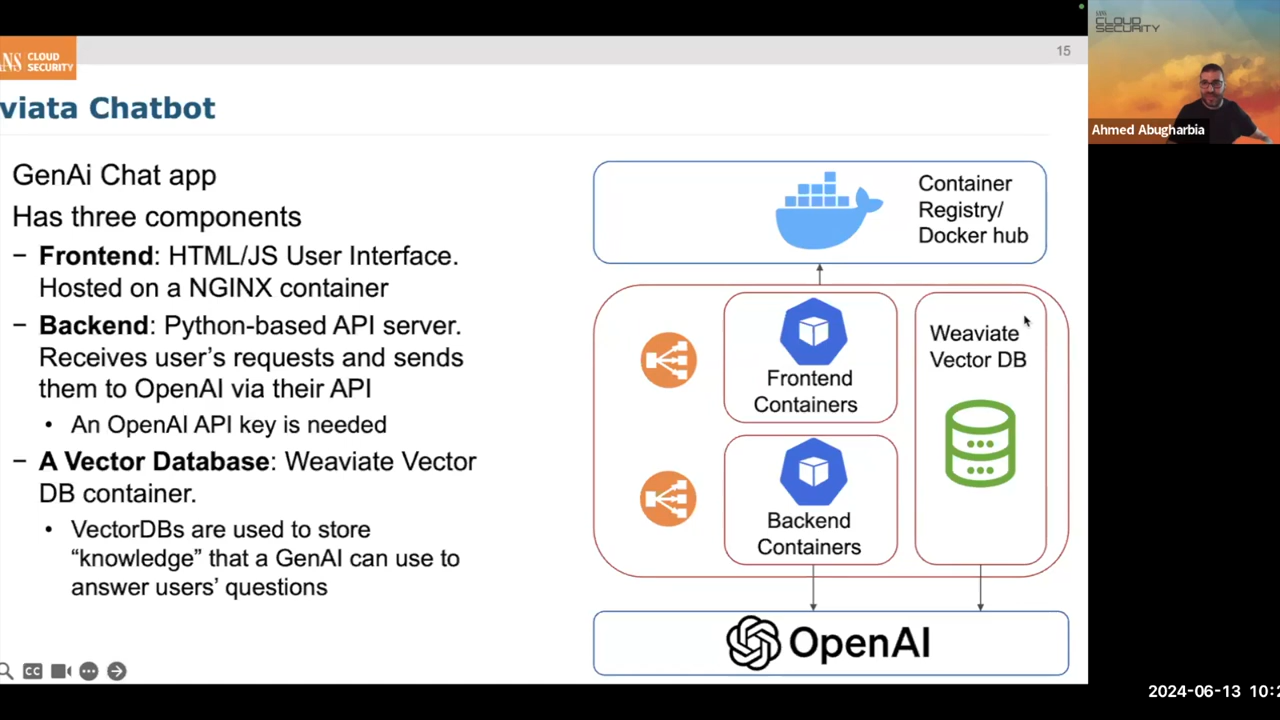 NS CLOUD
SECURITY
15
viata Chatbot
GenAi Chat app
Has three components
− Frontend: HTML/JS User Interface.
Hosted on a NGINX container
− Backend: Python-based API server.
Receives user’s requests and sends
them to OpenAI via their API
• An OpenAI API key is needed
− A Vector Database: Weaviate Vector
DB container.
• VectorDBs are used to store
“knowledge” that a GenAI can use to
answer users’ questions
Container
Registry/
Docker hub
Frontend
Containers
Weaviate
Vector DB
Backend
Containers
OpenAI
CC
CLOUD
SECURITY
Ahmed Abugharbia
2024-06-13 10:2